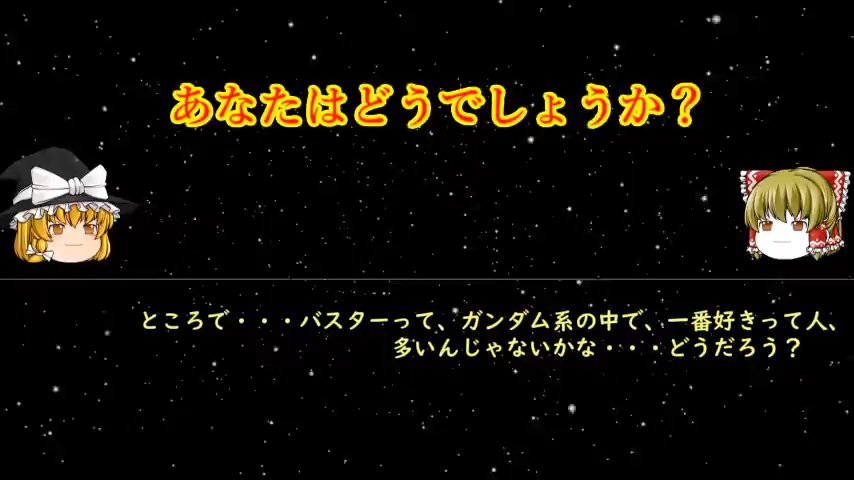 あなたはどうでしょうか？
ところで・・・バスターって、ガンダム系の中で、一番好きって人、
多いんじゃないかな・・・どうだろう？